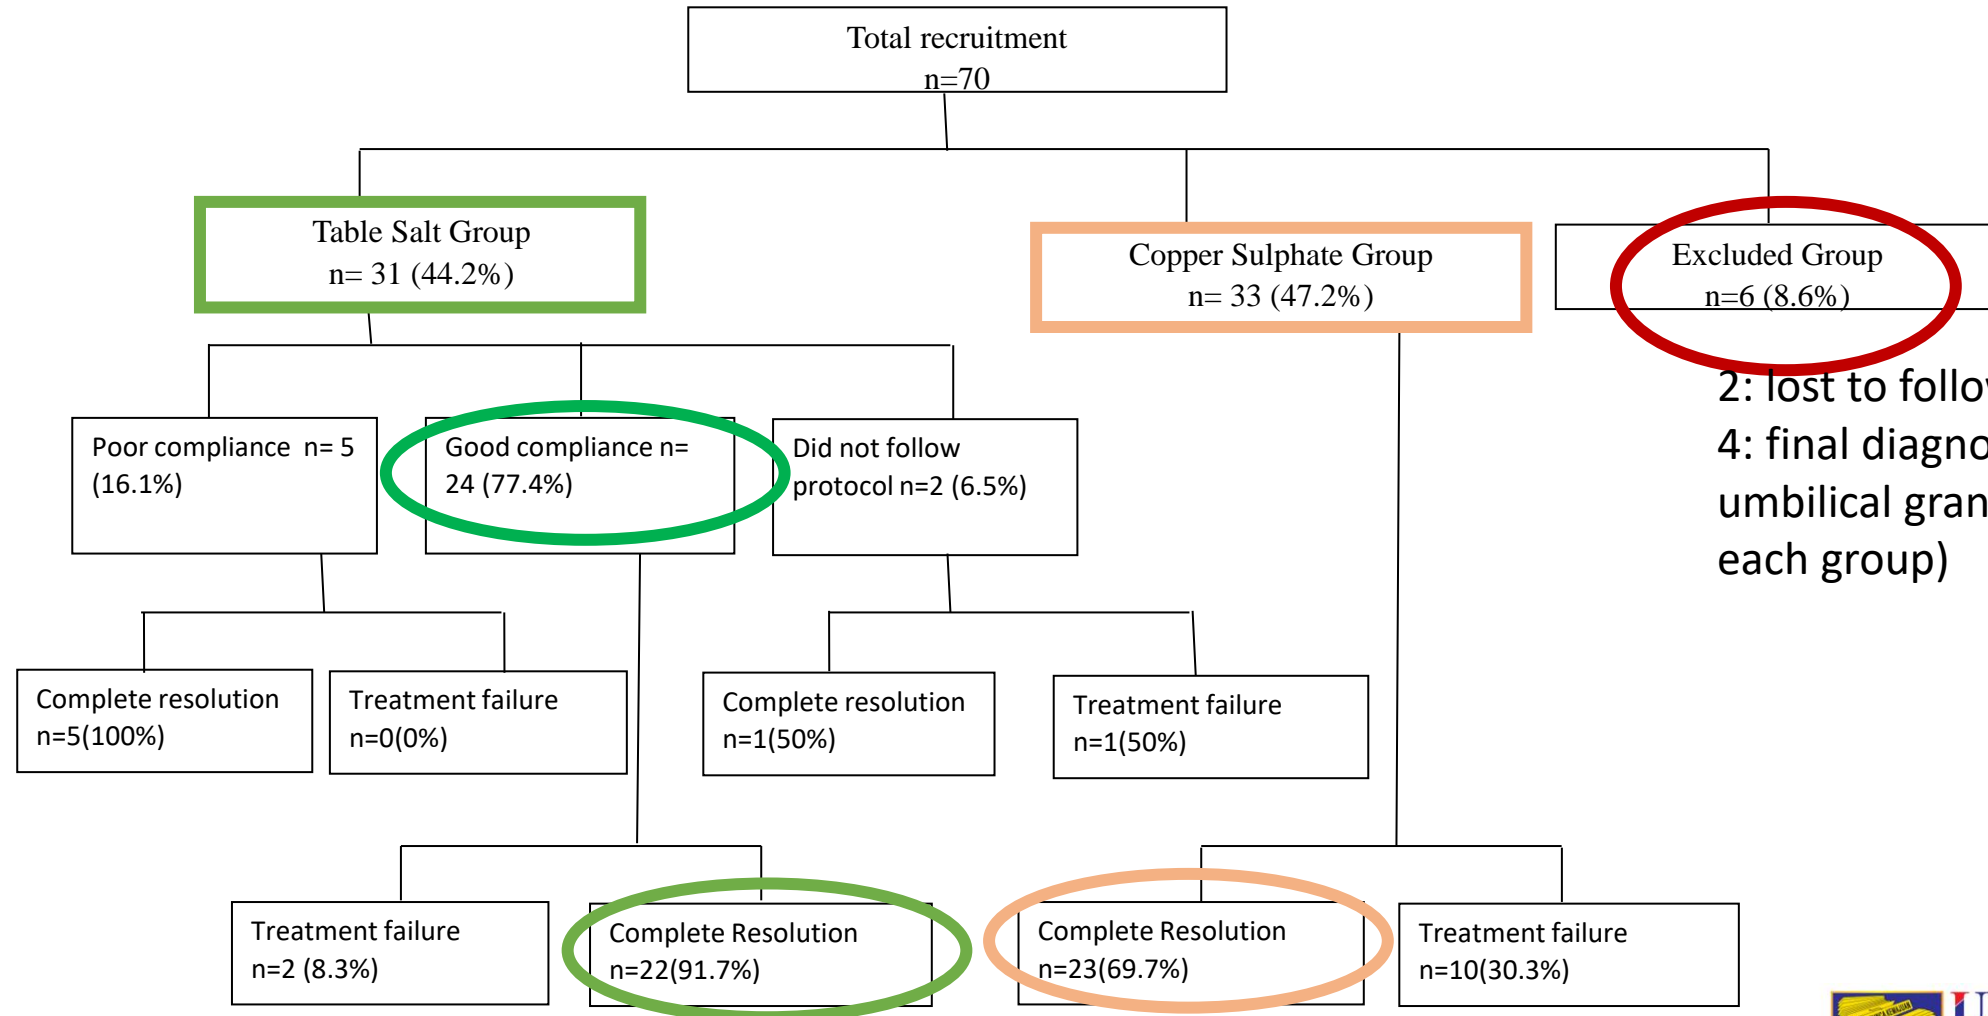 Total recruitment
n=70
Table Salt Group
n= 31 (44.2%)
Copper Sulphate Group
n= 33 (47.2%)
Excluded Group
n=6 (8.6%)
2: lost to
4: final
umbilical
each group)
Poor compliance n= 5
(16.1%)
Good compliance n=
24 (77.4%)
Did not follow
protocol n=2 (6.5%)
Complete resolution
n=5(100%)
Treatment failure
n=0(0%)
Complete resolution
n=1(50%)
Treatment failure
n=1(50%)
Treatment failure
n=2 (8.3%)
Complete Resolution
n=22(91.7%)
Complete Resolution
n=23(69.7%)
Treatment failure
n=10(30.3%)